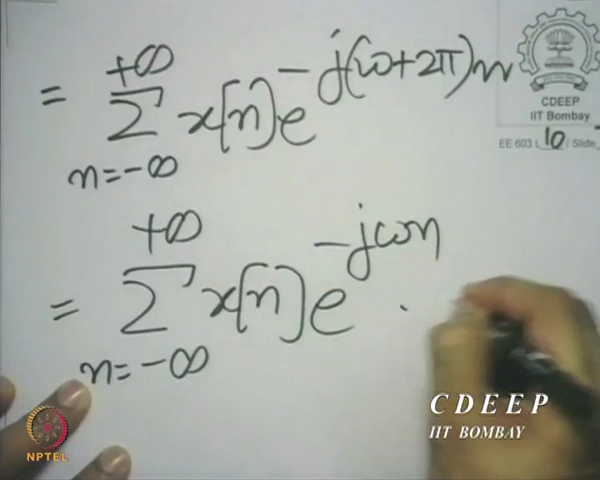 = +∞ Σ n=-∞ x[n] e^-j(ω+2π)n
= +∞ Σ n=-∞ x[n] e^-jωn .
CDEEP
IIT Bombay
EE 603 L 10 / Slide
CDEEP
IIT BOMBAY
NPTEL